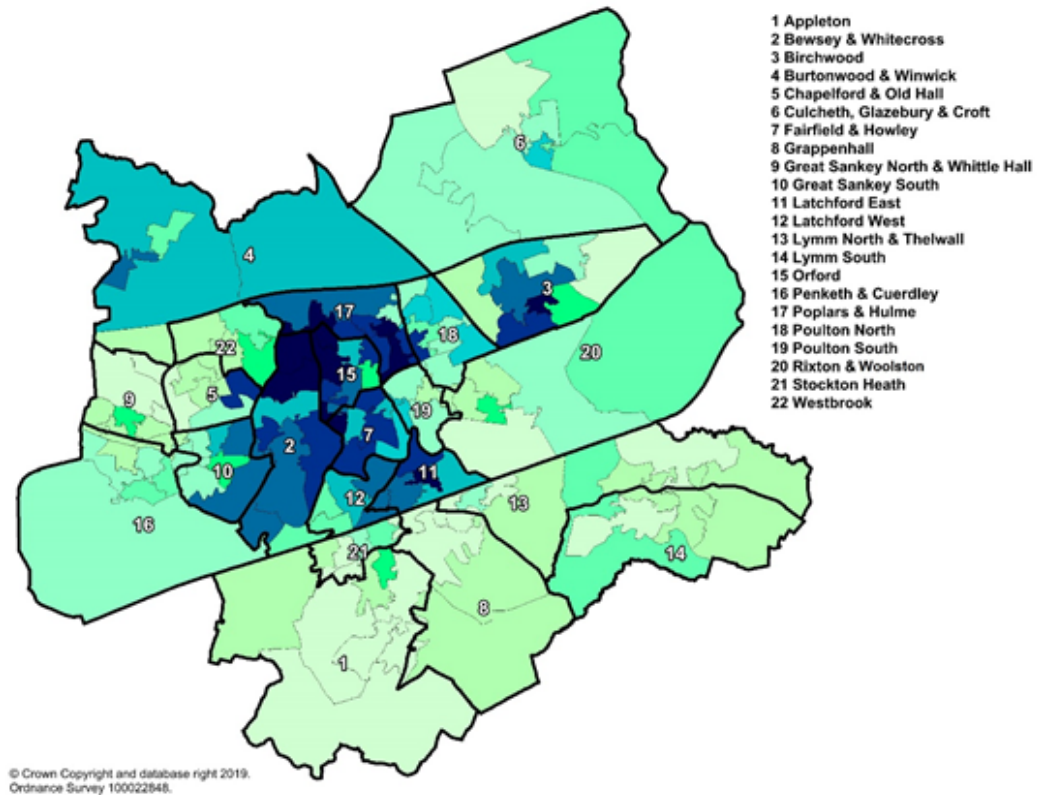 1 Appleton
2 Bewsey & Whitecross
3 Birchwood
4 Burtonwood & Winwick
5 Chapelford & Old Hall
6 Culcheth, Glazebury & Croft
7 Fairfield & Howley
8 Grappenhall
9 Great Sankey North & Whittle Hall
10 Great Sankey South
11 Latchford East
12 Latchford West
13 Lymm North & Thelwall
14 Lymm South
15 Orford
16 Penketh & Cuerdley
17 Poplars & Hulme
18 Poulton North
19 Poulton South
20 Rixton & Woolston
21 Stockton Heath
22 Westbrook
6
4
3
17
18
22
20
15
5
9
19
7
2
11
10
12
13
16
21
14
8
1
© Crown Copyright and database right 2019.
Ordnance Survey 100022848.